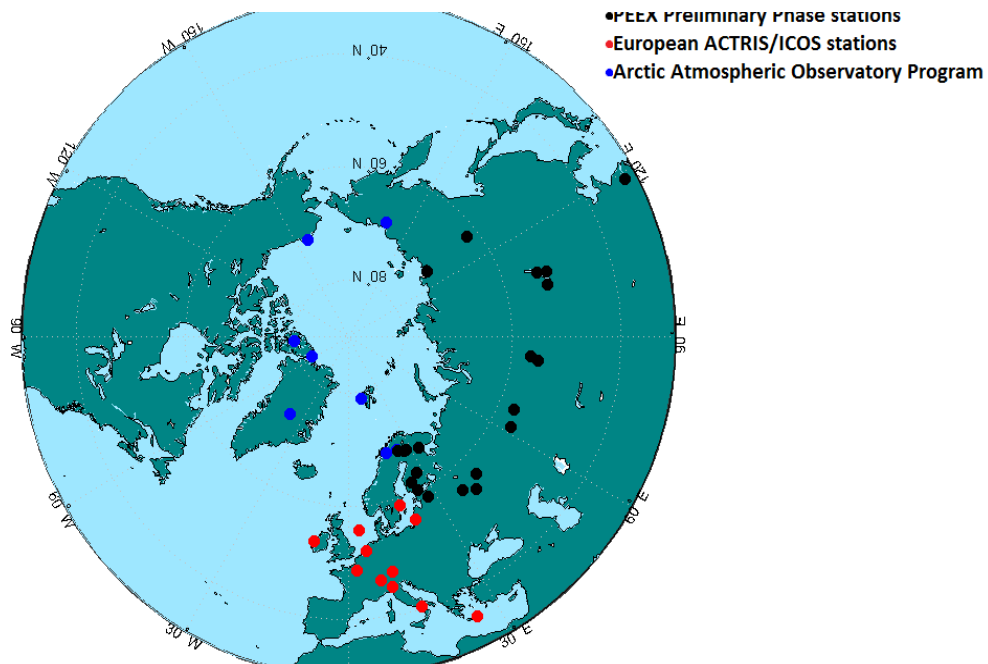 •PEEX Preliminary Phase stations
•European ACTRIS/ICOS stations
•Arctic Atmospheric Observatory Program
150 W
150 E
40 N
120 W
120 E
60 N
80 N
90 W
90 E
60 W
60 E
30 W
30 E